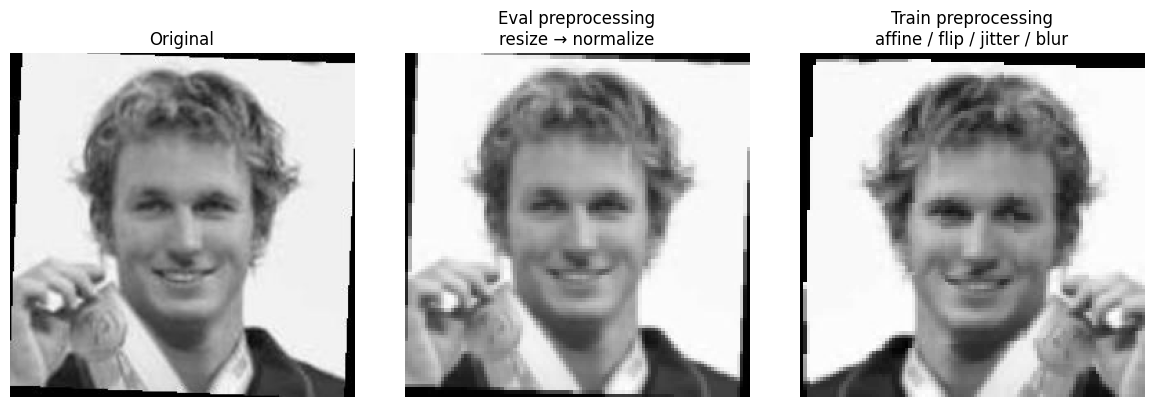 Original
Eval preprocessing
resize → normalize
Train preprocessing
affine / flip / jitter / blur